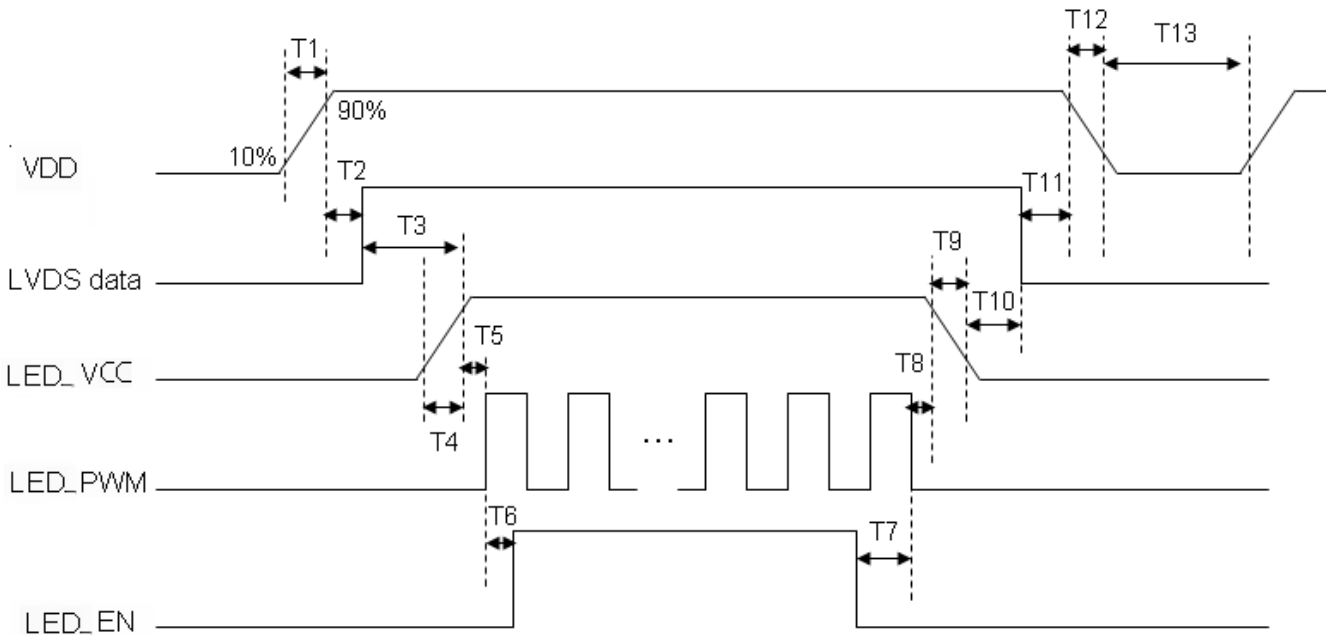 T1
T12
T13
90%
10%
VDD
T2
T11
T3
T9
LVDS data
T10
T5
T8
LED_VCC
T4
...
LED_PWM
T6
T7
LED_EN